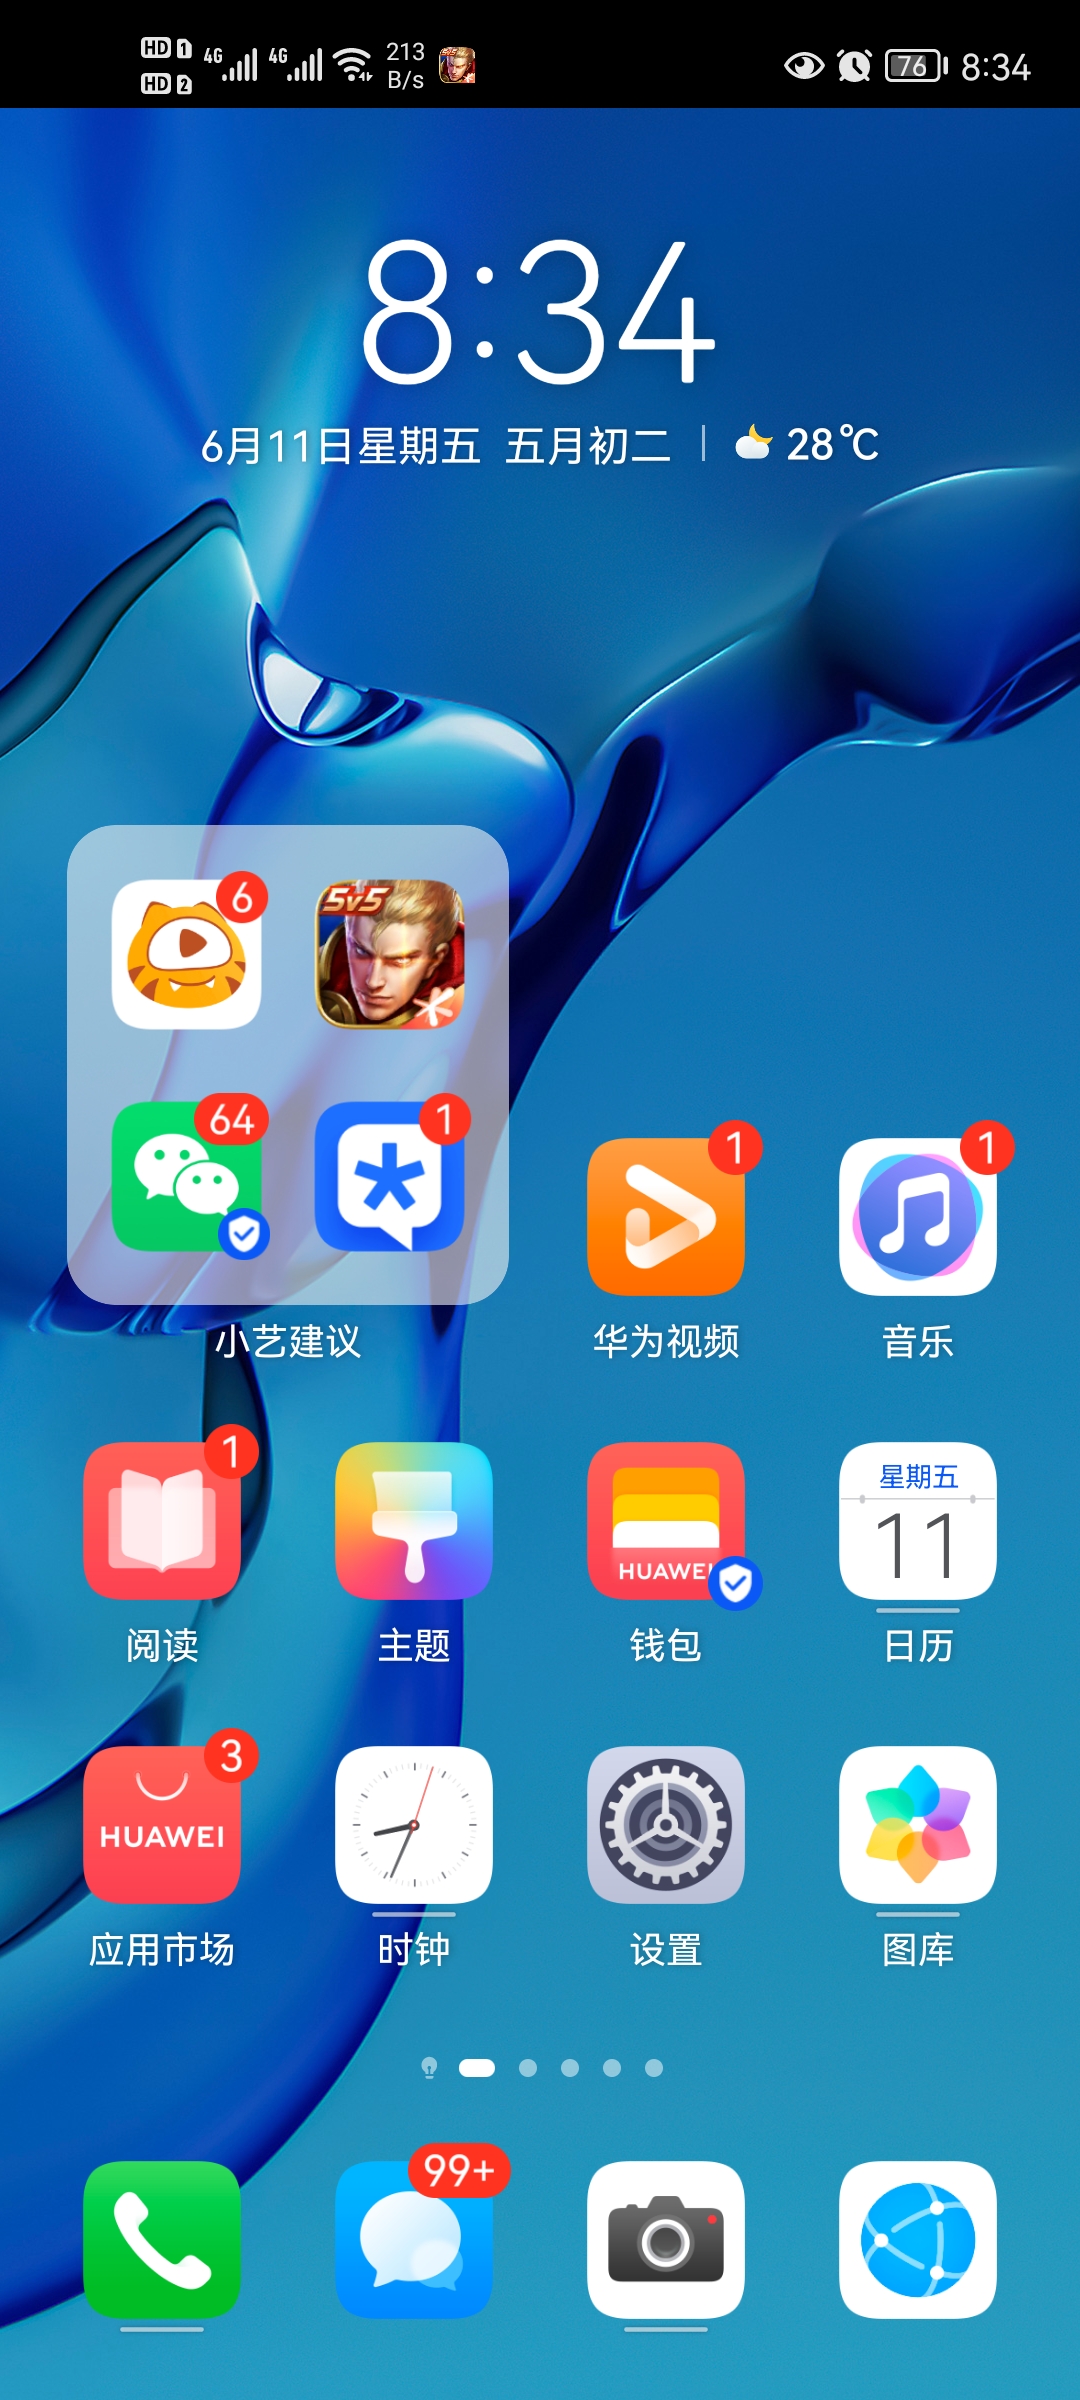 HD 1 4G 4G 213 76 8:34
HD 2 B/s
8:34
6月11日星期五 五月初二 | 28℃
6 5v5
64 1 1 1
小艺建议 华为视频 音乐
1 星期五
11
HUAWEI
阅读 主题 钱包 日历
3
HUAWEI
应用市场 时钟 设置 图库
99+